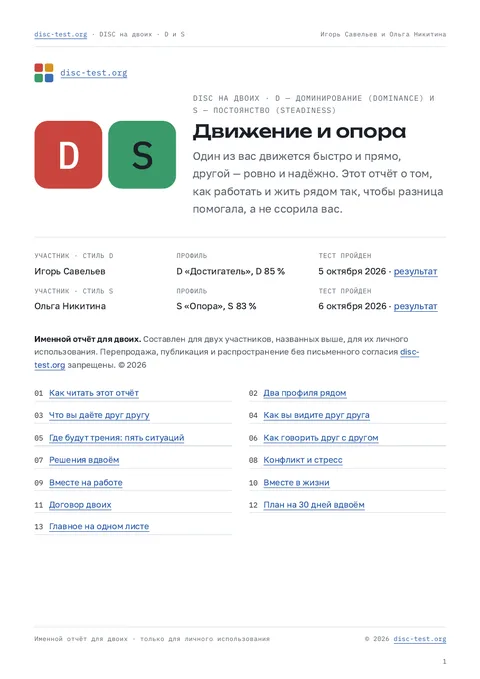 disc-test.org · DISC на двоих · D и S
Игорь Савельев и Ольга Никитина
disc-test.org
DISC НА ДВОИХ · D — ДОМИНИРОВАНИЕ (DOMINANCE) И
S — ПОСТОЯНСТВО (STEADINESS)
D S
Движение и опора
Один из вас движется быстро и прямо,
другой — ровно и надёжно. Этот отчёт о том,
как работать и жить рядом так, чтобы разница
помогала, а не ссорила вас.
УЧАСТНИК · СТИЛЬ D ПРОФИЛЬ ТЕСТ ПРОЙДЕН
Игорь Савельев D «Достигатель», D 85 % 5 октября 2026 · результат
УЧАСТНИК · СТИЛЬ S ПРОФИЛЬ ТЕСТ ПРОЙДЕН
Ольга Никитина S «Опора», S 83 % 6 октября 2026 · результат
Именной отчёт для двоих. Составлен для двух участников, названных выше, для их личного
использования. Перепродажа, публикация и распространение без письменного согласия disc-
test.org запрещены. © 2026
01 Как читать этот отчёт 02 Два профиля рядом
03 Что вы даёте друг другу 04 Как вы видите друг друга
05 Где будут трения: пять ситуаций 06 Как говорить друг с другом
07 Решения вдвоём 08 Конфликт и стресс
09 Вместе на работе 10 Вместе в жизни
11 Договор двоих 12 План на 30 дней вдвоём
13 Главное на одном листе
Именной отчёт для двоих · только для личного использования © 2026 disc-test.org
1